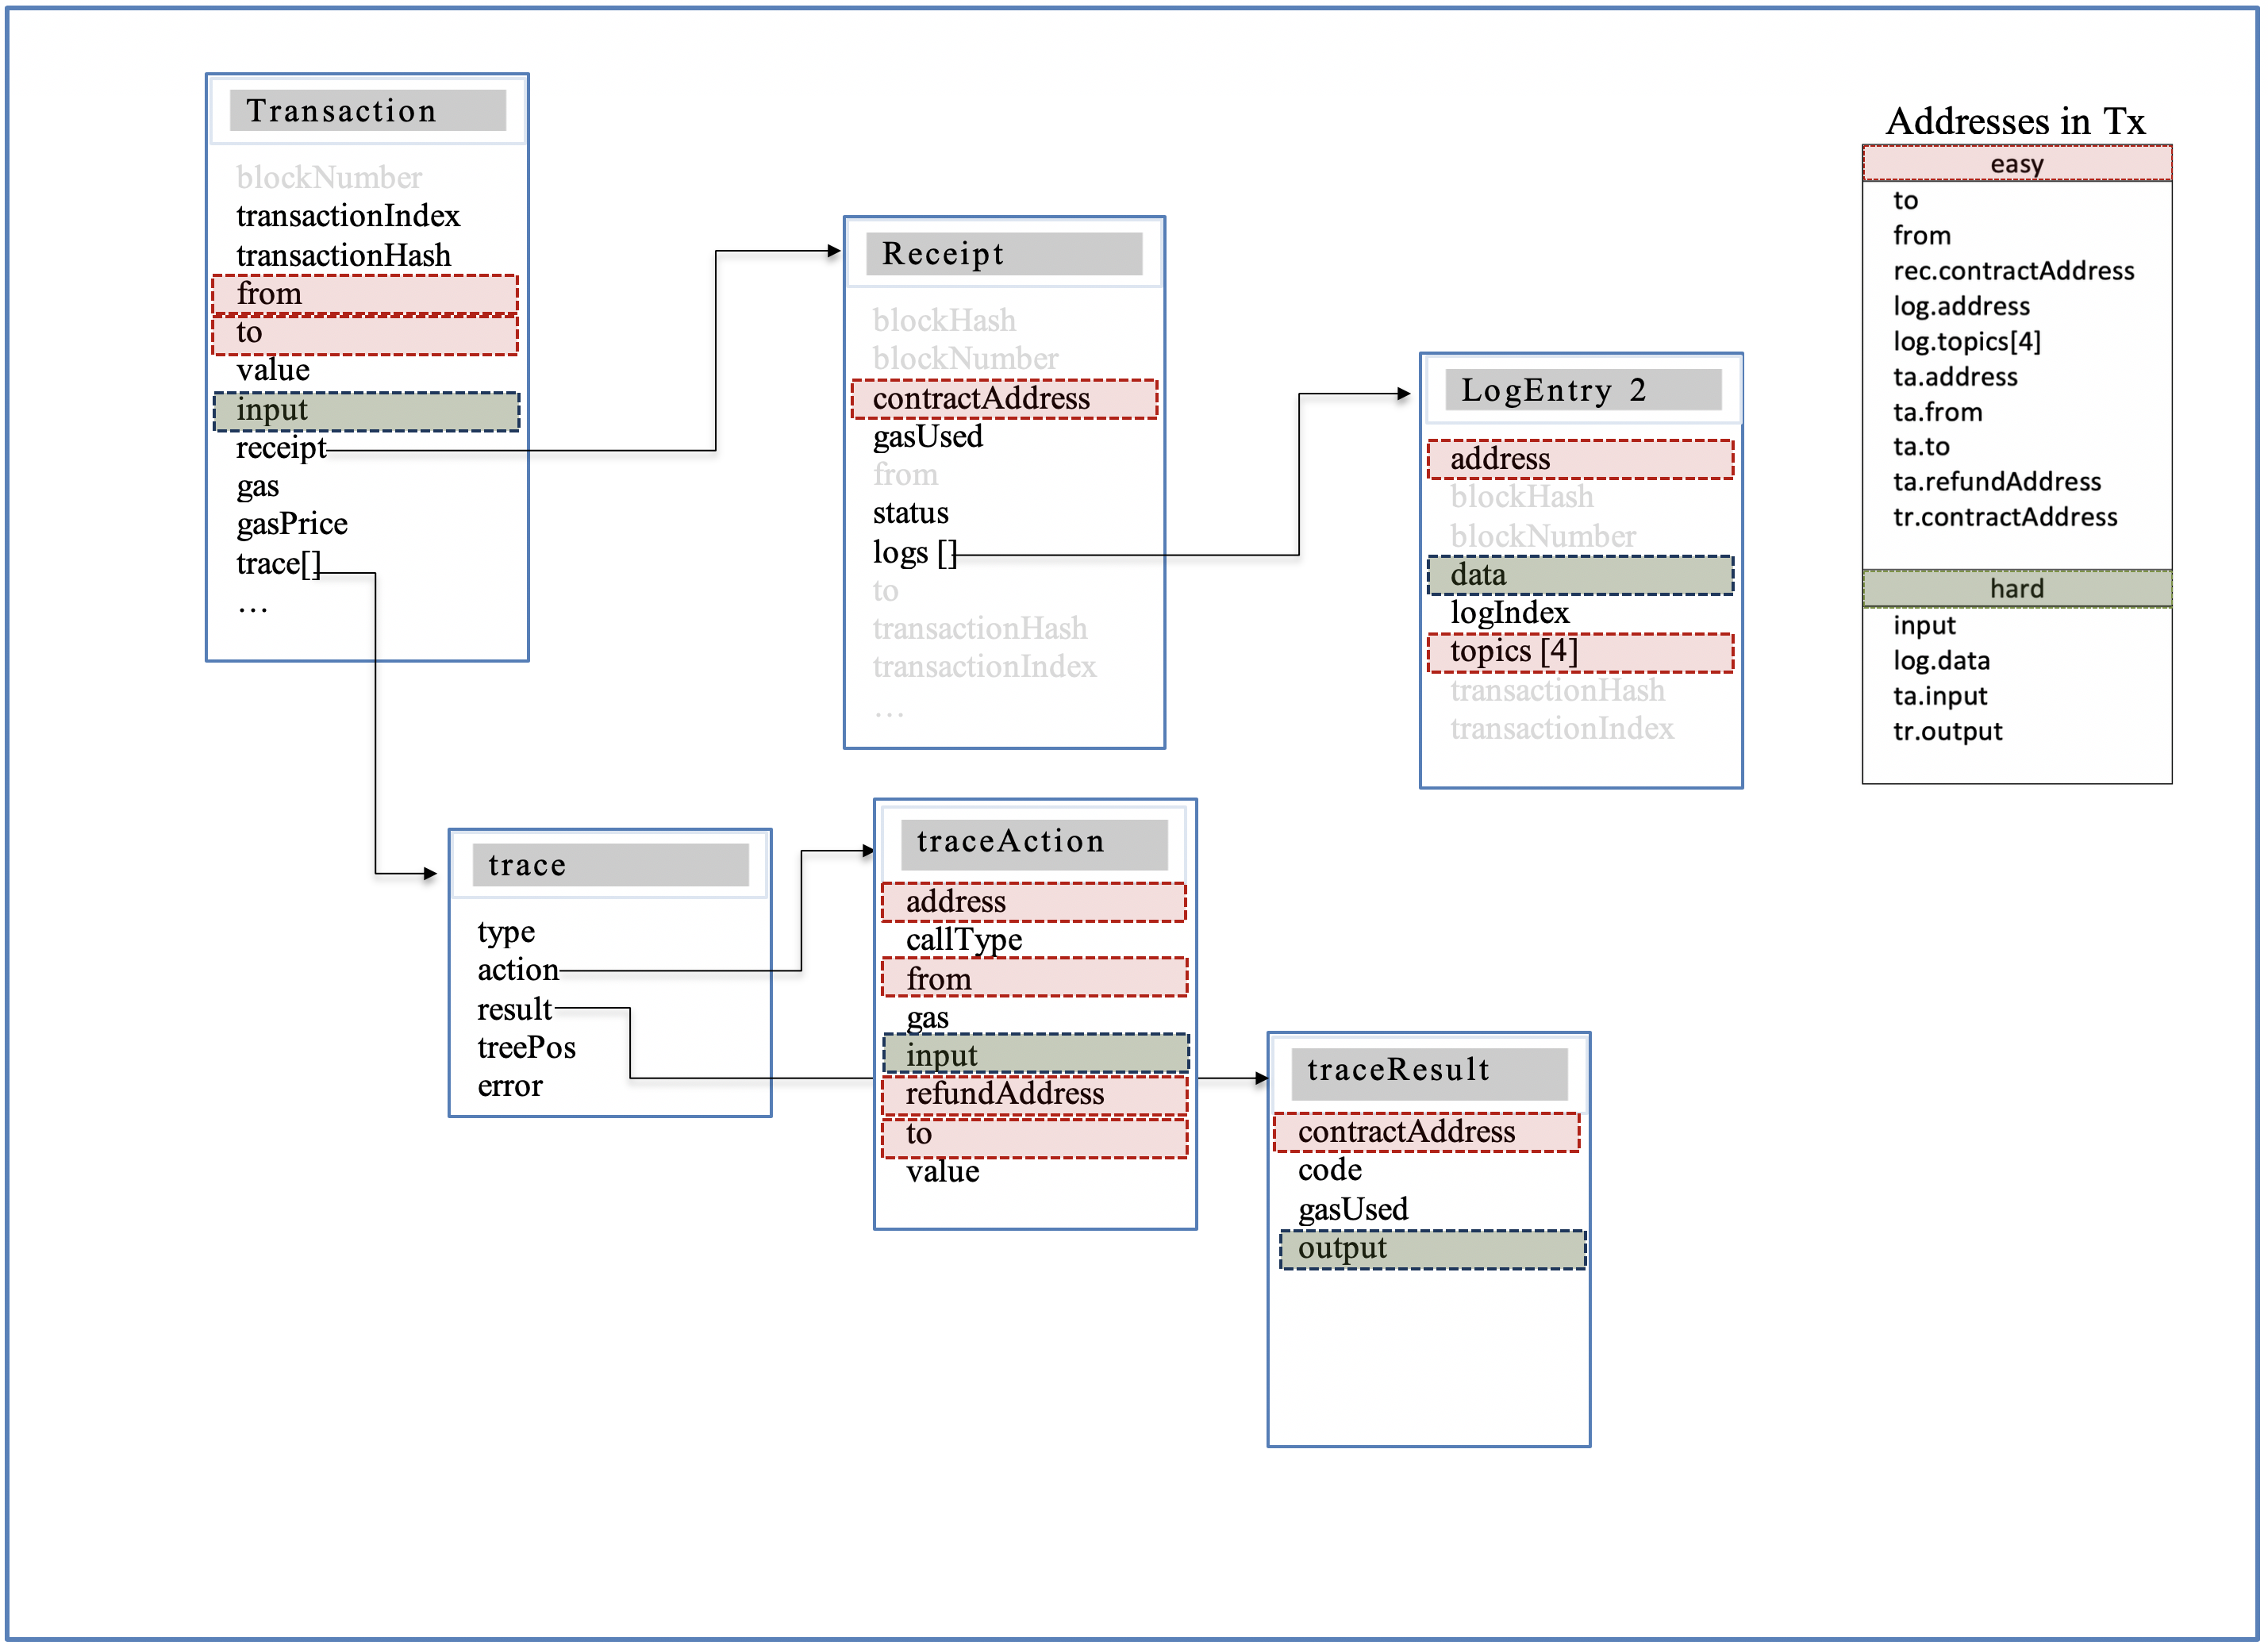 Transaction
blockNumber
transactionIndex
transactionHash
from
to
value
input
receipt
gas
gasPrice
trace[]
...
Receipt
blockHash
blockNumber
contractAddress
gasUsed
from
status
logs []
to
transactionHash
transactionIndex
...
LogEntry 2
address
blockHash
blockNumber
data
logIndex
topics [4]
transactionHash
transactionIndex
Addresses in Tx
easy
to
from
rec.contractAddress
log.address
log.topics[4]
ta.address
ta.from
ta.to
ta.refundAddress
tr.contractAddress
hard
input
log.data
ta.input
tr.output
trace
type
action
result
treePos
error
traceAction
address
callType
from
gas
input
refundAddress
to
value
traceResult
contractAddress
code
gasUsed
output